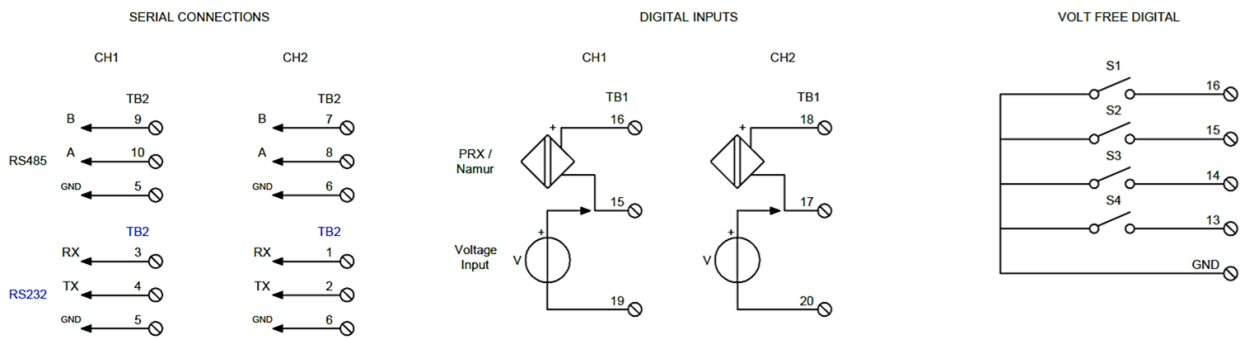 SERIAL CONNECTIONS
CH1
CH2
TB2
TB2
B
9
B
7
RS485
A
10
A
8
GND
5
GND
6
TB2
TB2
RX
3
RX
1
RS232
TX
4
TX
2
GND
5
GND
6
DIGITAL INPUTS
CH1
CH2
TB1
TB1
+
16
+
18
PRX /
Namur
15
17
+
+
Voltage
Input
V
V
19
20
VOLT FREE DIGITAL
S1
16
S2
15
S3
14
S4
13
GND